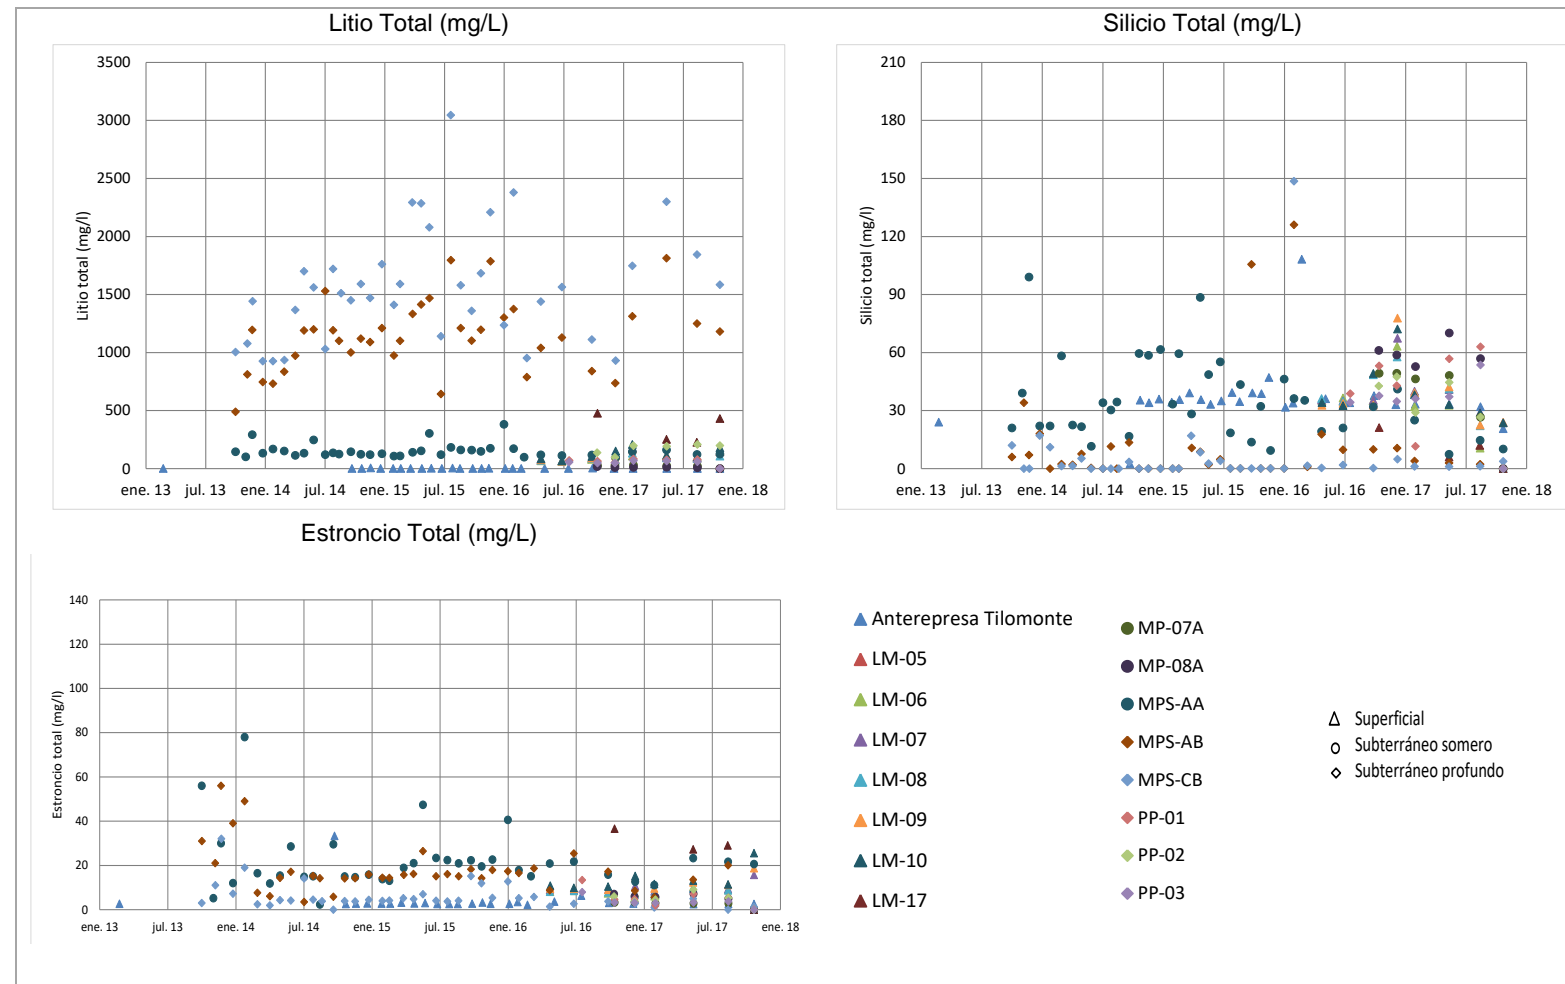 Litio Total (mg/L)
3500
3000
2500
2000
1500
1000
500
0
Litio total (mg/l)
ene. 13 jul. 13 ene. 14 jul. 14 ene. 15 jul. 15 ene. 16 jul. 16 ene. 17 jul. 17 ene. 18
Silicio Total (mg/L)
210
180
150
120
90
60
30
0
Silicio total (mg/l)
ene. 13 jul. 13 ene. 14 jul. 14 ene. 15 jul. 15 ene. 16 jul. 16 ene. 17 jul. 17 ene. 18
Estroncio Total (mg/L)
140
120
100
80
60
40
20
0
Estroncio total (mg/l)
ene. 13 jul. 13 ene. 14 jul. 14 ene. 15 jul. 15 ene. 16 jul. 16 ene. 17 jul. 17 ene. 18
Anterepresa Tilomonte
LM-05
LM-06
LM-07
LM-08
LM-09
LM-10
LM-17
MP-07A
MP-08A
MPS-AA
MPS-AB
MPS-CB
PP-01
PP-02
PP-03
Superficial
Subterráneo somero
Subterráneo profundo